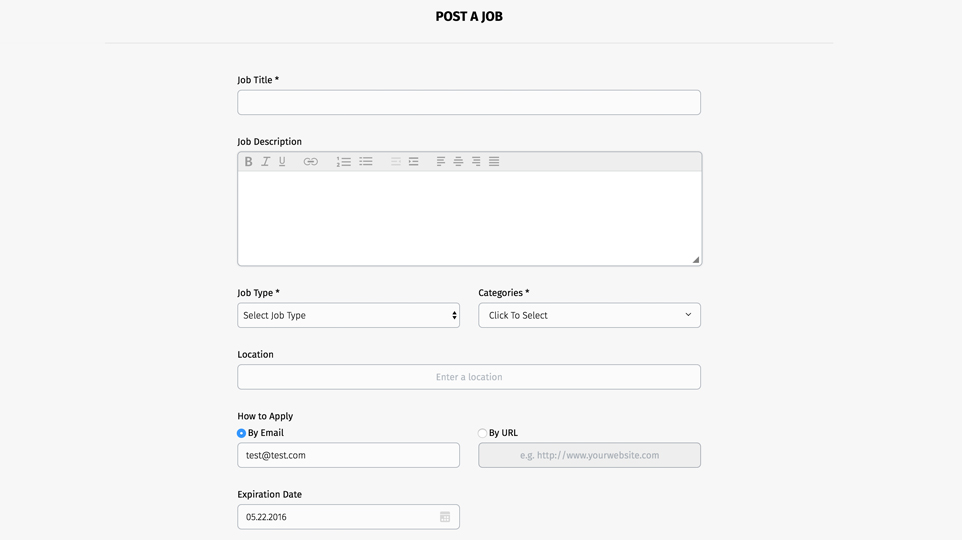 POST A JOB
Job Title *
Job Description
B I U
Job Type *
Categories *
Select Job Type
Click To Select
Location
Enter a location
How to Apply
By Email
By URL
test@test.com
e.g. http://www.yourwebsite.com
Expiration Date
05.22.2016